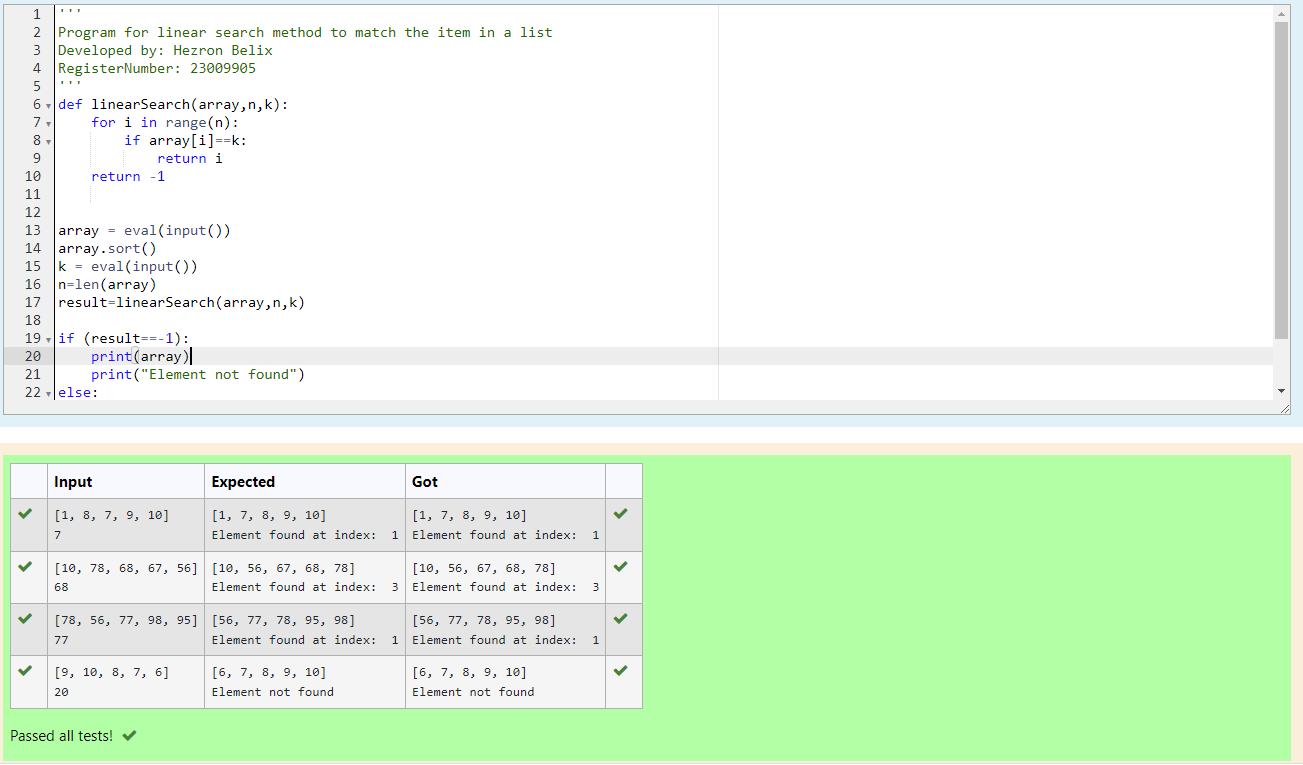 1 '''
2 Program for linear search method to match the item in a list
3 Developed by: Hezron Belix
4 RegisterNumber: 23009905
5 '''
6 def linearSearch(array,n,k):
7     for i in range(n):
8         if array[i]==k:
9             return i
10     return -1
11
12
13 array = eval(input())
14 array.sort()
15 k = eval(input())
16 n=len(array)
17 result=linearSearch(array,n,k)
18
19 if (result==-1):
20     print(array)
21     print("Element not found")
22 else:
Input Expected Got
[1, 8, 7, 9, 10] [1, 7, 8, 9, 10] [1, 7, 8, 9, 10]
7 Element found at index:  1 Element found at index:  1
[10, 78, 68, 67, 56] [10, 56, 67, 68, 78] [10, 56, 67, 68, 78]
68 Element found at index:  3 Element found at index:  3
[78, 56, 77, 98, 95] [56, 77, 78, 95, 98] [56, 77, 78, 95, 98]
77 Element found at index:  1 Element found at index:  1
[9, 10, 8, 7, 6] [6, 7, 8, 9, 10] [6, 7, 8, 9, 10]
20 Element not found Element not found
Passed all tests!